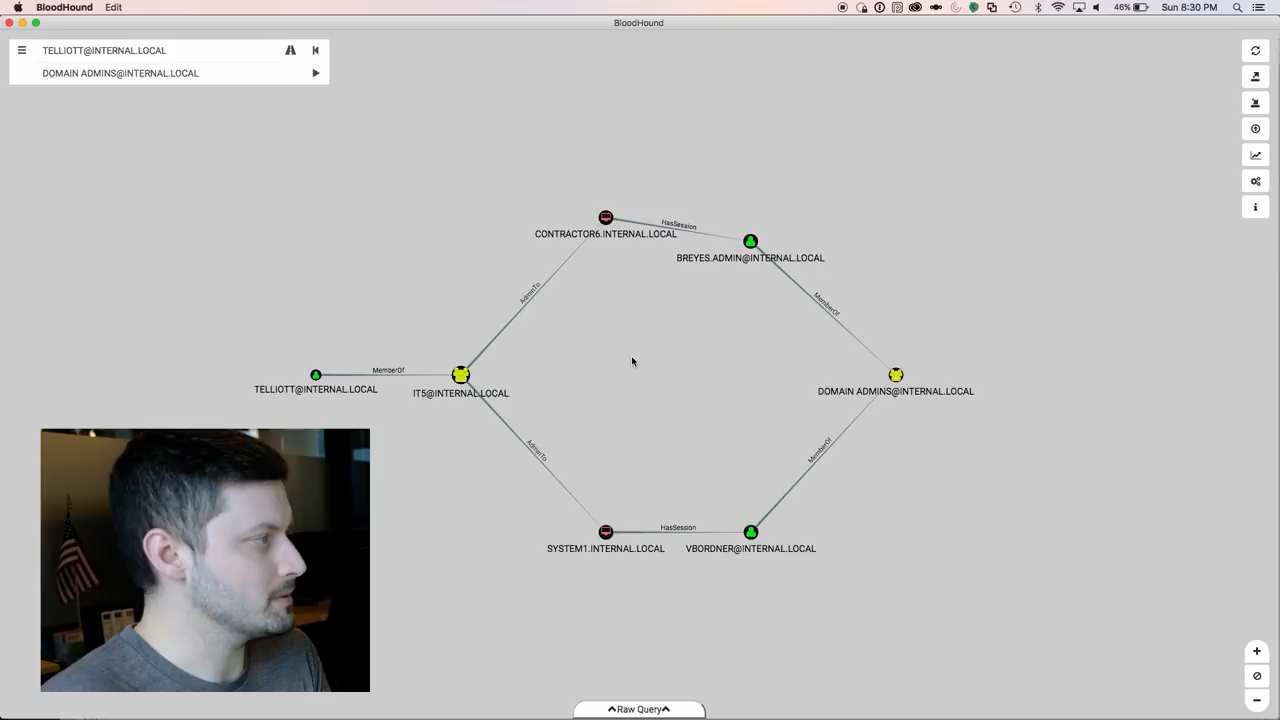 BloodHound Edit 46% Sun 8:30 PM
BloodHound
TELLIOTT@INTERNAL.LOCAL
DOMAIN ADMINS@INTERNAL.LOCAL
HasSession
CONTRACTOR6.INTERNAL.LOCAL
BREYES.ADMIN@INTERNAL.LOCAL
AdminTo
MemberOf
MemberOf
TELLIOTT@INTERNAL.LOCAL
IT5@INTERNAL.LOCAL
DOMAIN ADMINS@INTERNAL.LOCAL
AdminTo
MemberOf
HasSession
SYSTEM1.INTERNAL.LOCAL
VBORDNER@INTERNAL.LOCAL
Raw Query